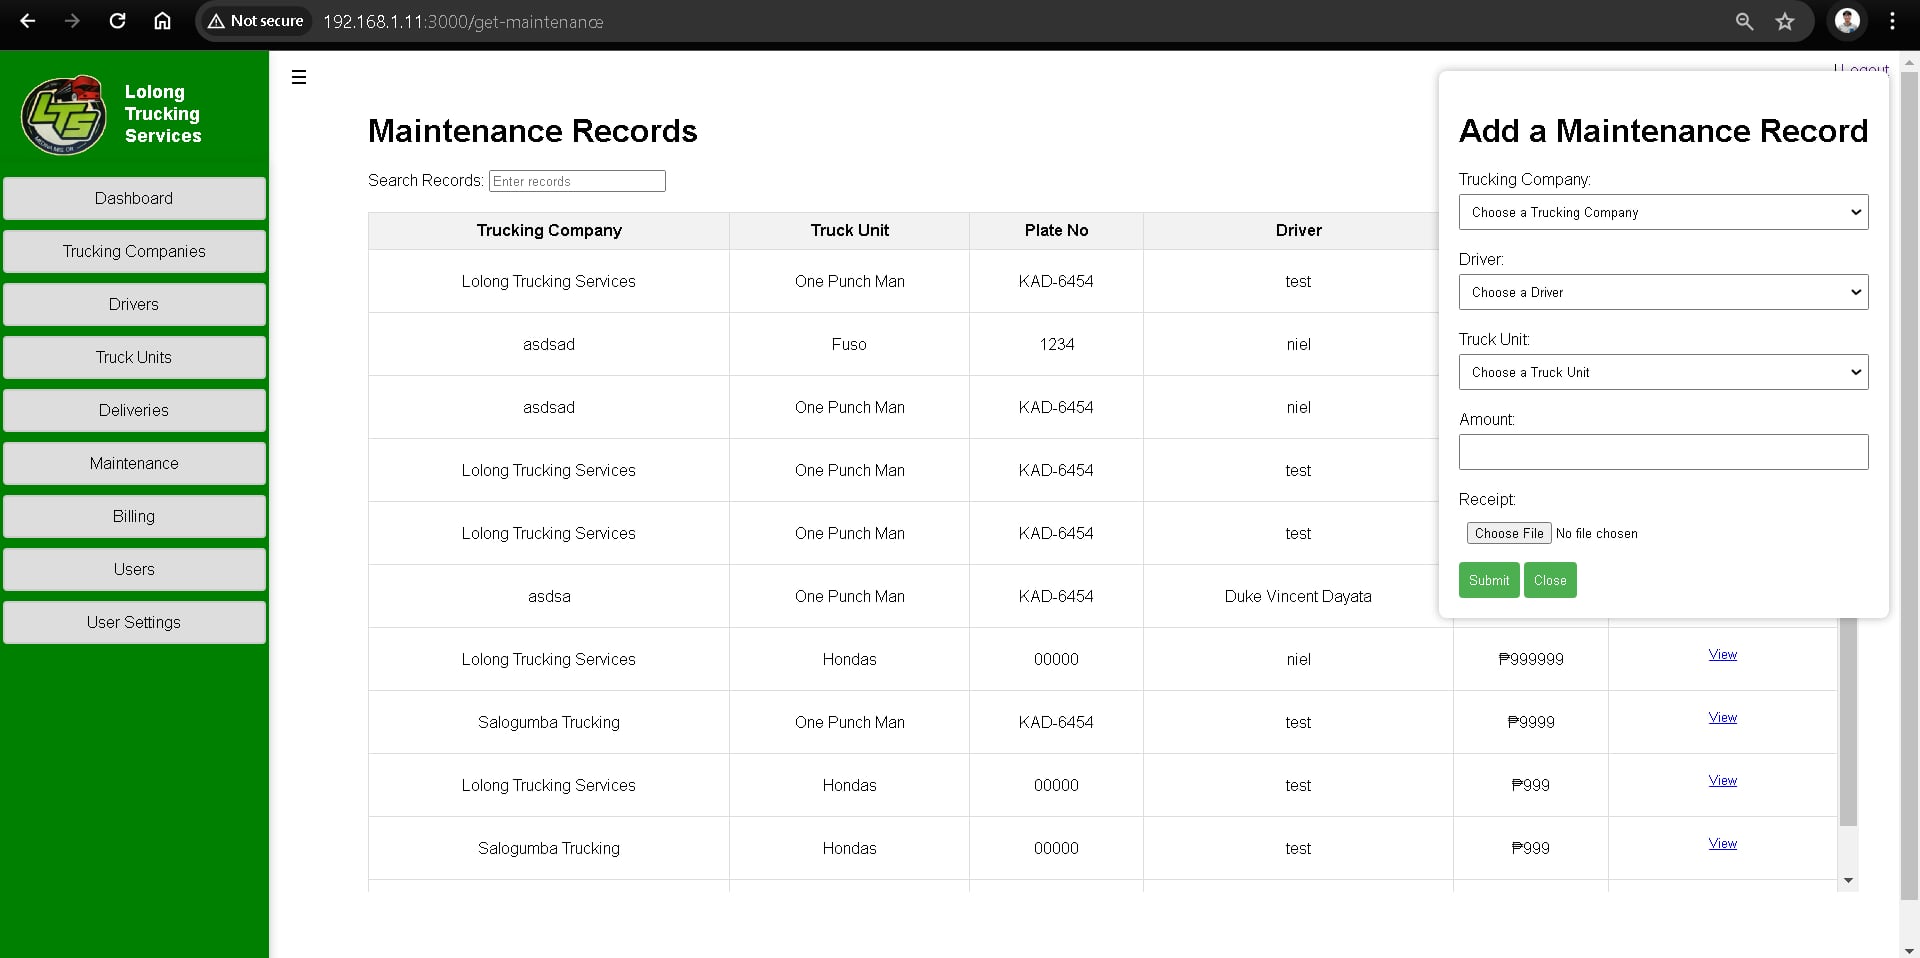 Not secure
192.168.1.11:3000/get-maintenance
LTS
Lolong
Trucking
Services
Dashboard
Trucking Companies
Drivers
Truck Units
Deliveries
Maintenance
Billing
Users
User Settings
☰
Logout
Maintenance Records
Search Records: Enter records
Trucking Company Truck Unit Plate No Driver
Lolong Trucking Services One Punch Man KAD-6454 test
asdsad Fuso 1234 niel
asdsad One Punch Man KAD-6454 niel
Lolong Trucking Services One Punch Man KAD-6454 test
Lolong Trucking Services One Punch Man KAD-6454 test
asdsa One Punch Man KAD-6454 Duke Vincent Dayata
Lolong Trucking Services Hondas 00000 niel ₱999999 View
Salogumba Trucking One Punch Man KAD-6454 test ₱9999 View
Lolong Trucking Services Hondas 00000 test ₱999 View
Salogumba Trucking Hondas 00000 test ₱999 View
Add a Maintenance Record
Trucking Company:
Choose a Trucking Company
Driver:
Choose a Driver
Truck Unit:
Choose a Truck Unit
Amount:
Receipt:
Choose File No file chosen
Submit Close